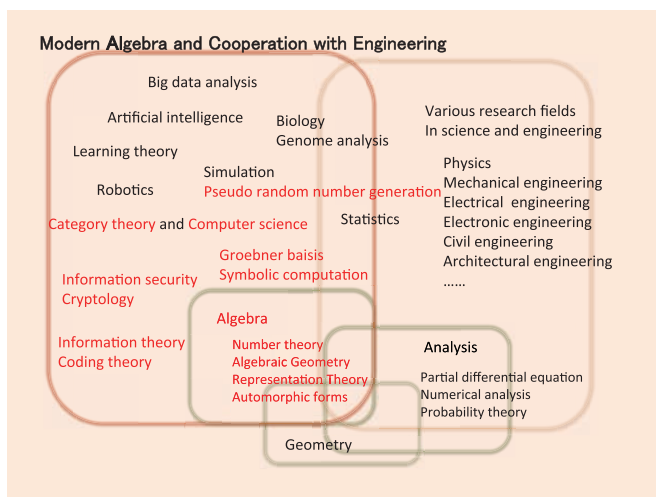 Modern Algebra and Cooperation with Engineering
Big data analysis
Artificial intelligence
Learning theory
Robotics
Biology
Genome analysis
Simulation
Pseudo random number generation
Category theory and Computer science
Statistics
Groebner baisis
Symbolic computation
Information security
Cryptology
Information theory
Coding theory
Algebra
Number theory
Algebraic Geometry
Representation Theory
Automorphic forms
Various research fields
In science and engineering
Physics
Mechanical engineering
Electrical engineering
Electronic engineering
Civil engineering
Architectural engineering
……
Analysis
Partial differential equation
Numerical analysis
Probability theory
Geometry